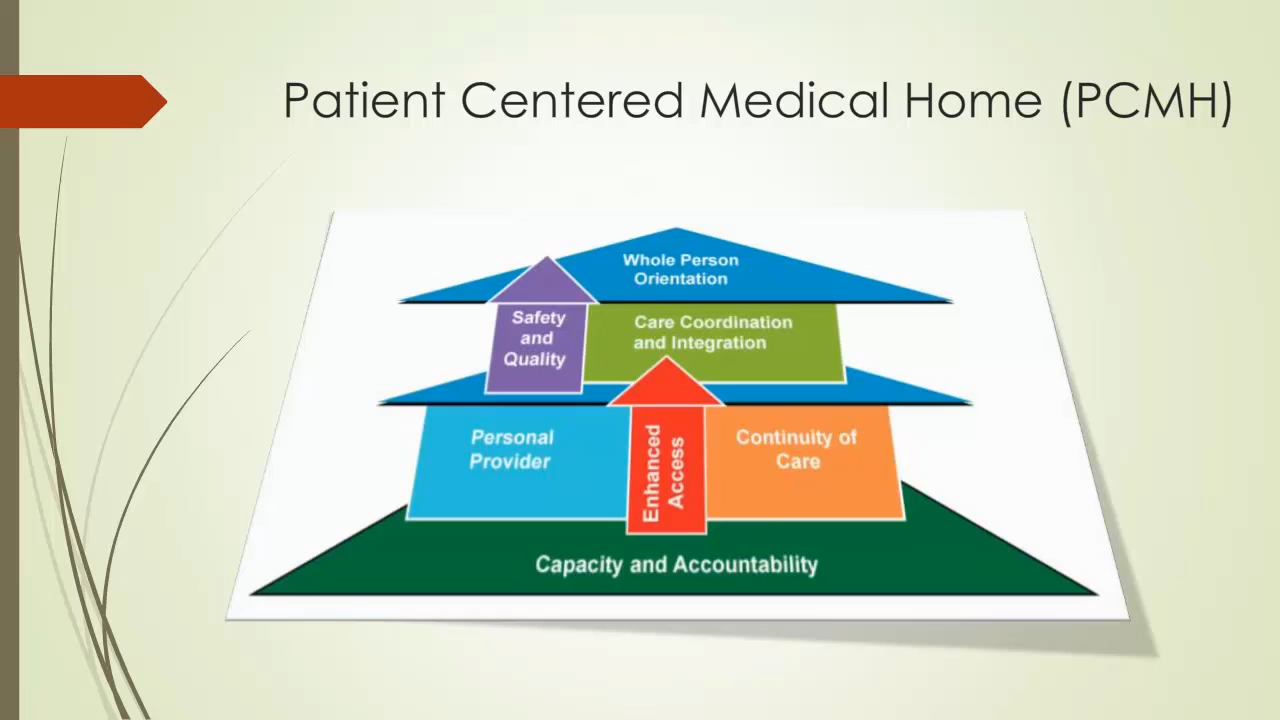 Patient Centered Medical Home (PCMH)
Whole Person
Orientation
Safety
and
Quality
Care Coordination
and Integration
Personal
Provider
Enhanced
Access
Continuity of
Care
Capacity and Accountability